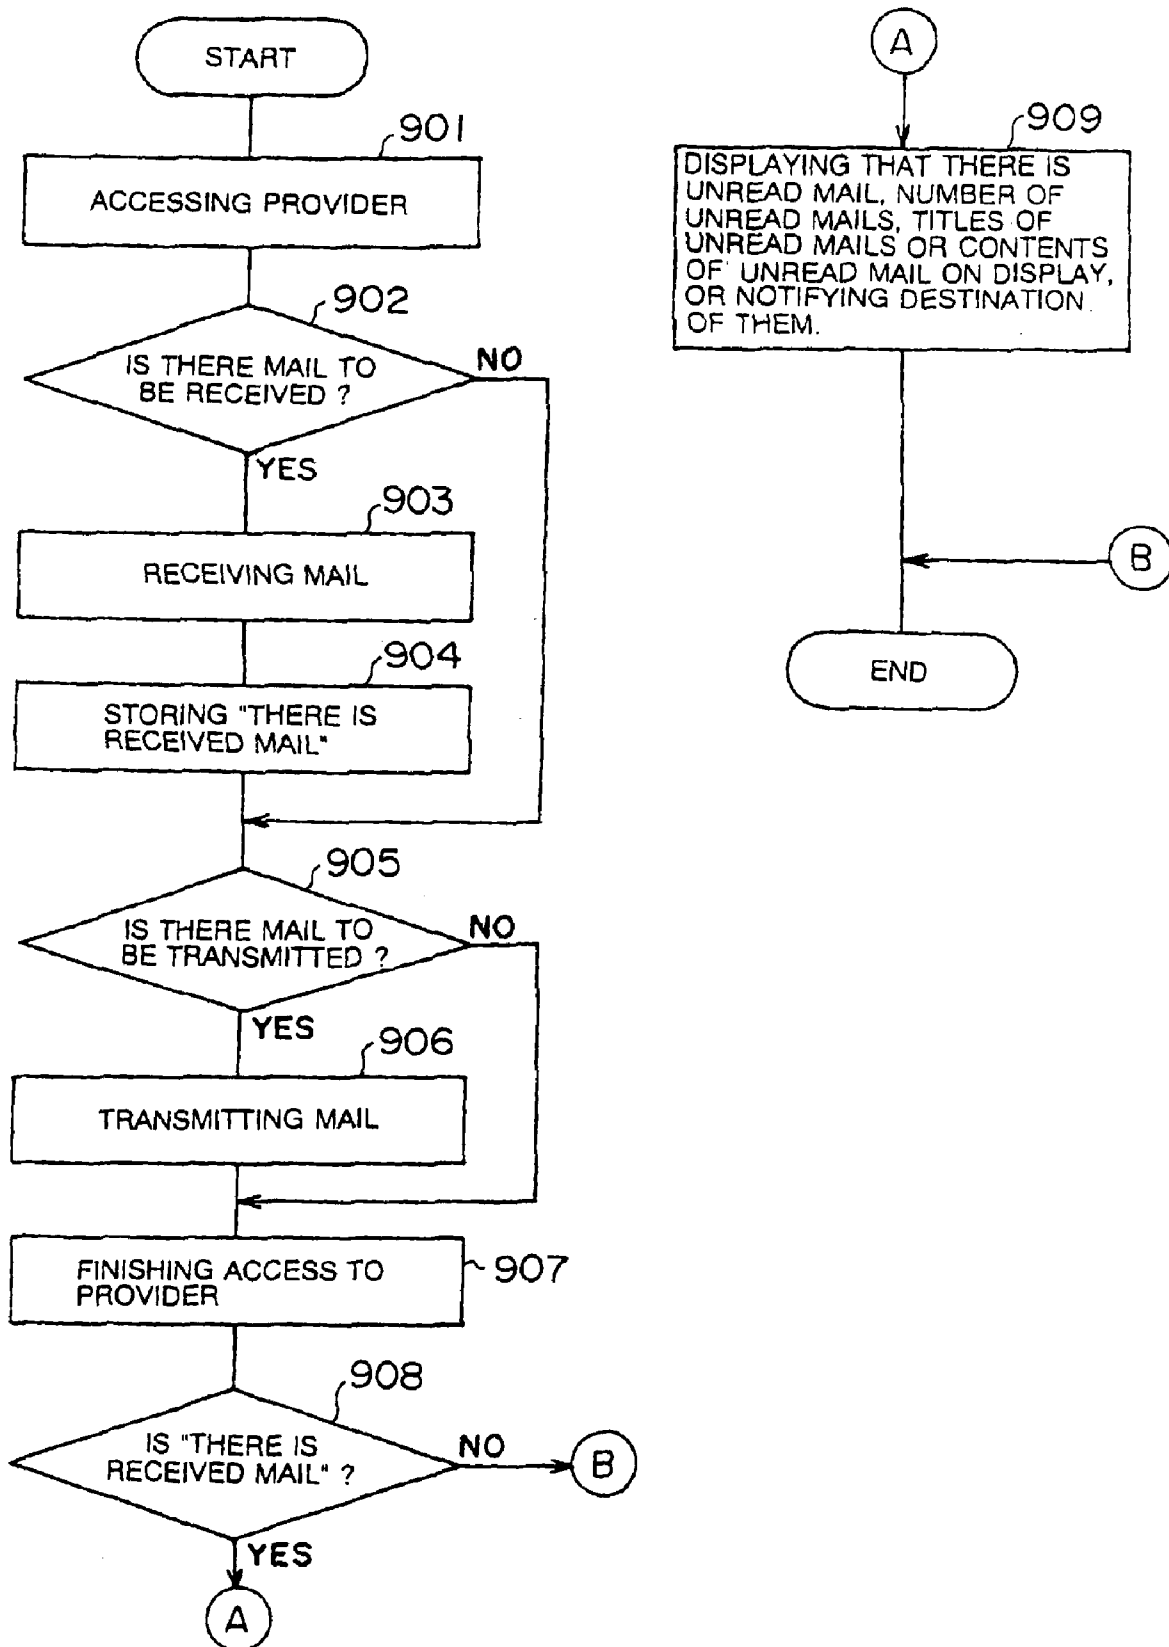 START
901
ACCESSING PROVIDER
902
IS THERE MAIL TO
BE RECEIVED ?
NO
YES
903
RECEIVING MAIL
904
STORING "THERE IS
RECEIVED MAIL"
905
IS THERE MAIL TO
BE TRANSMITTED ?
NO
YES
906
TRANSMITTING MAIL
FINISHING ACCESS TO
PROVIDER
907
908
IS "THERE IS
RECEIVED MAIL" ?
NO
B
YES
A
A
909
DISPLAYING THAT THERE IS
UNREAD MAIL, NUMBER OF
UNREAD MAILS, TITLES OF
UNREAD MAILS OR CONTENTS
OF UNREAD MAIL ON DISPLAY,
OR NOTIFYING DESTINATION
OF THEM.
B
END